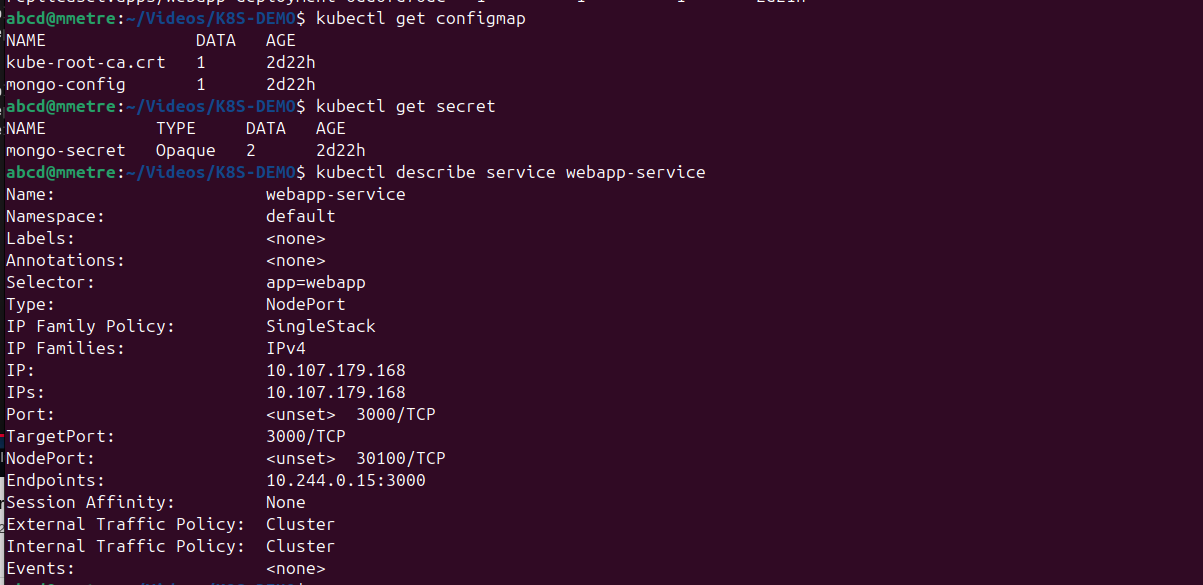 abcd@mmetre:~/Videos/K8S-DEMO$ kubectl get configmap
NAME DATA AGE
kube-root-ca.crt 1 2d22h
mongo-config 1 2d22h
abcd@mmetre:~/Videos/K8S-DEMO$ kubectl get secret
NAME TYPE DATA AGE
mongo-secret Opaque 2 2d22h
abcd@mmetre:~/Videos/K8S-DEMO$ kubectl describe service webapp-service
Name: webapp-service
Namespace: default
Labels: <none>
Annotations: <none>
Selector: app=webapp
Type: NodePort
IP Family Policy: SingleStack
IP Families: IPv4
IP: 10.107.179.168
IPs: 10.107.179.168
Port: <unset> 3000/TCP
TargetPort: 3000/TCP
NodePort: <unset> 30100/TCP
Endpoints: 10.244.0.15:3000
Session Affinity: None
External Traffic Policy: Cluster
Internal Traffic Policy: Cluster
Events: <none>